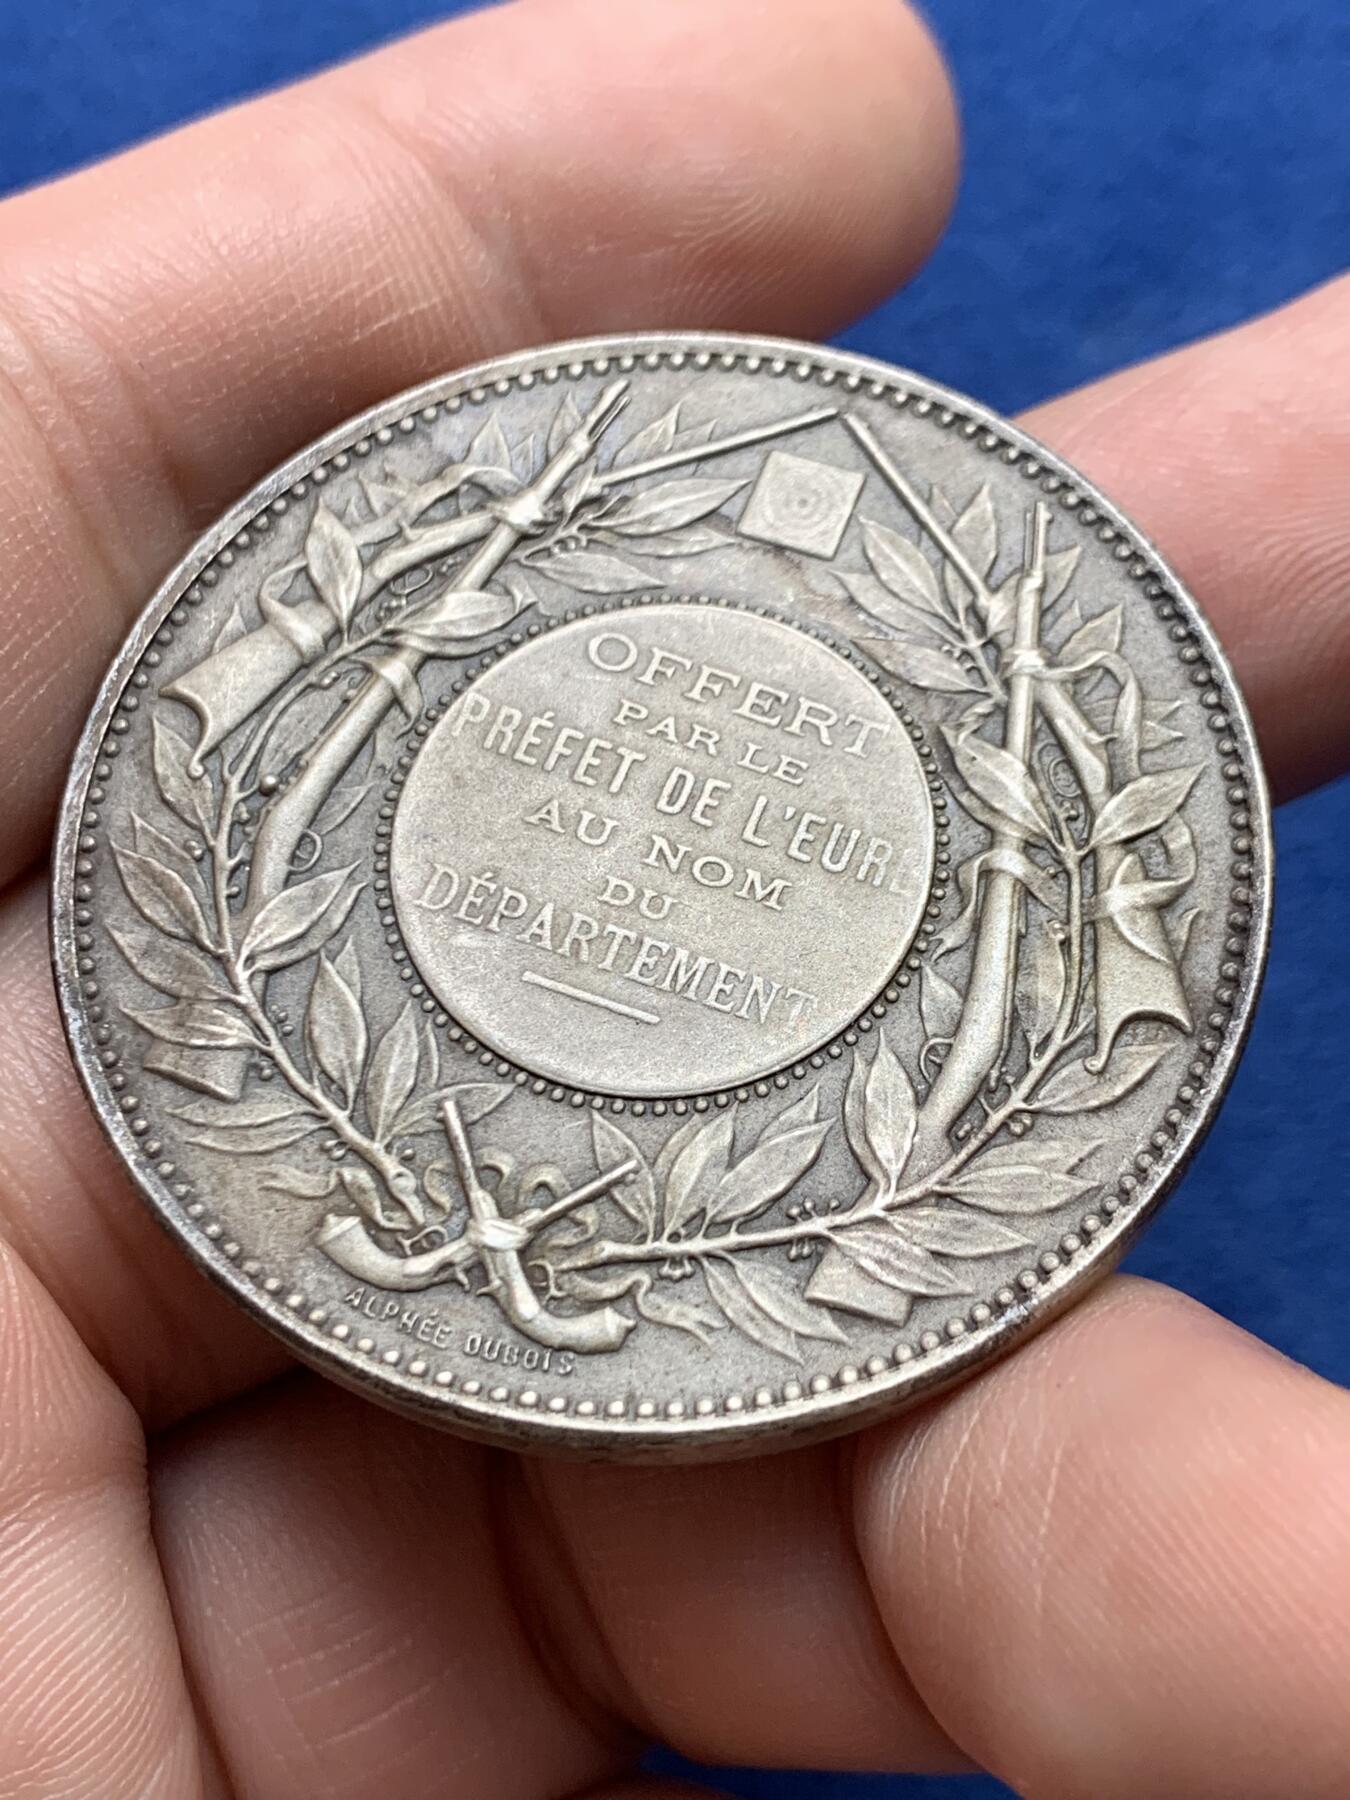 OFFERT
PAR LE
PRÉFET DE L'EURE
AU NOM
DU
DÉPARTEMENT
ALPHÉE DUBOIS